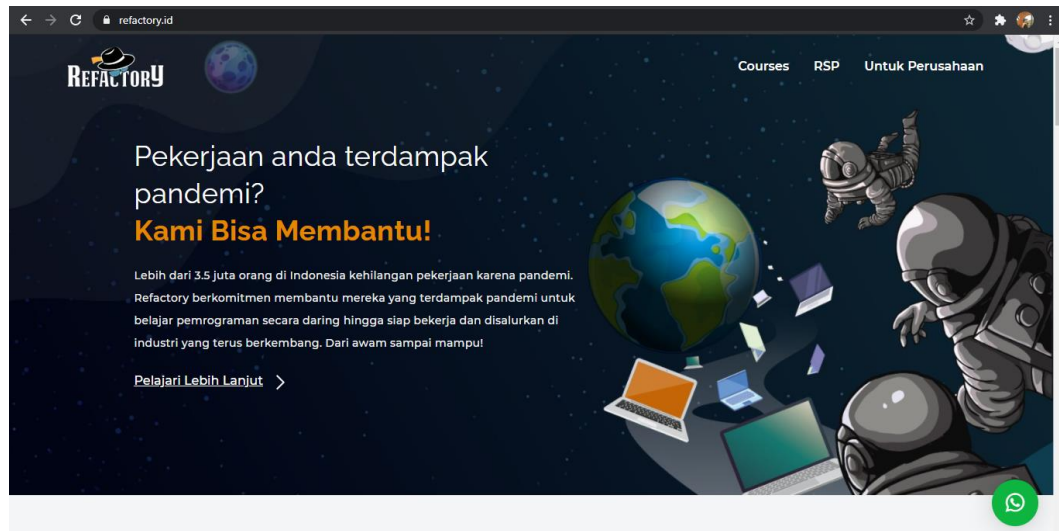 refactory.id
REFACTORY
Courses RSP Untuk Perusahaan
Pekerjaan anda terdampak
pandemi?
Kami Bisa Membantu!
Lebih dari 3.5 juta orang di Indonesia kehilangan pekerjaan karena pandemi.
Refactory berkomitmen membantu mereka yang terdampak pandemi untuk
belajar pemrograman secara daring hingga siap bekerja dan disalurkan di
industri yang terus berkembang. Dari awam sampai mampu!
Pelajari Lebih Lanjut